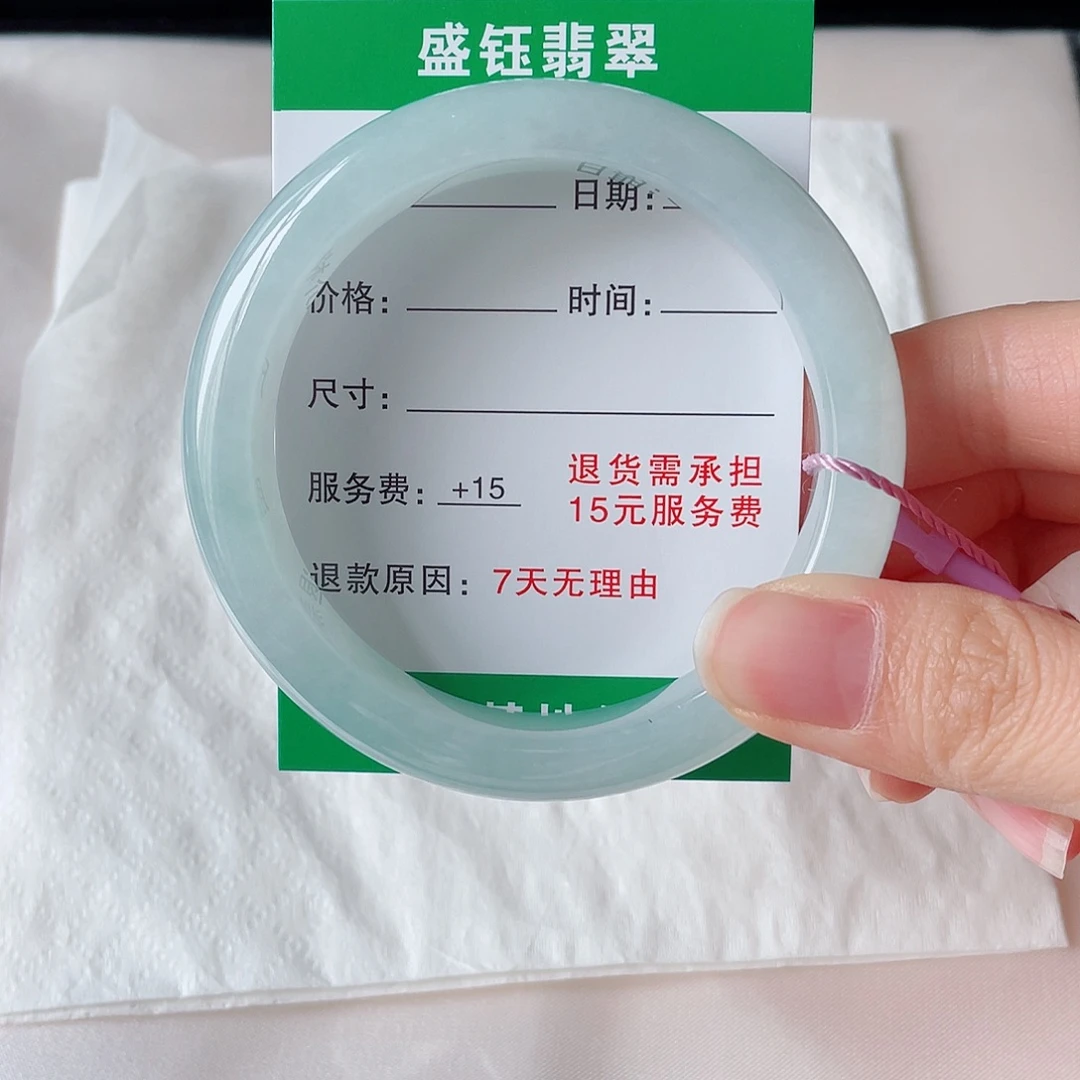 盛钰翡翠
日期:
价格: 时间:
尺寸:
服务费: +15
退货需承担
15元服务费
退款原因: 7天无理由